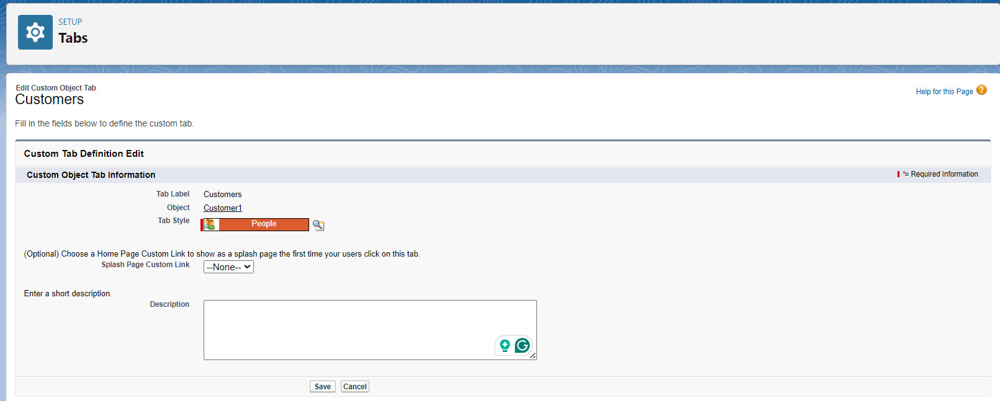 SETUP
Tabs
Edit Custom Object Tab
Customers
Help for this Page ?
Fill in the fields below to define the custom tab.
Custom Tab Definition Edit
Custom Object Tab Information
*= Required Information
Tab Label Customers
Object Customer1
Tab Style People
(Optional) Choose a Home Page Custom Link to show as a splash page the first time your users click on this tab.
Splash Page Custom Link --None--
Enter a short description.
Description
Save Cancel